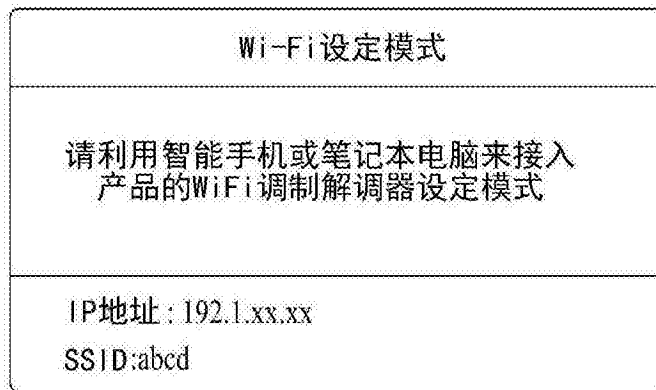 Wi-Fi设定模式
请利用智能手机或笔记本电脑来接入
产品的WiFi调制解调器设定模式
IP地址:192.1.xx.xx
SSID:abcd